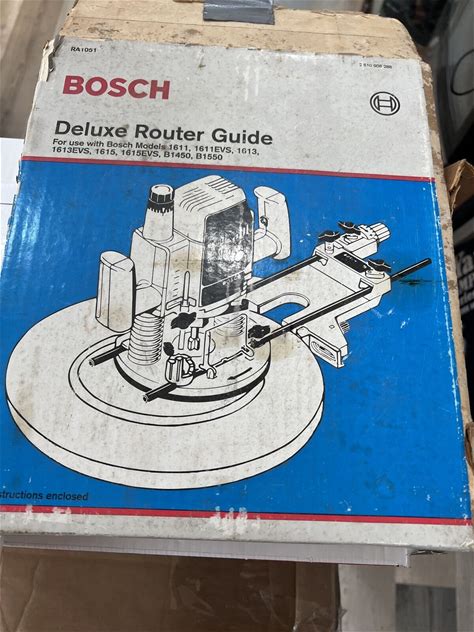 RA1051
BOSCH
Deluxe Router Guide
For use with Bosch Models 1611, 1611EVS, 1613,
1613EVS, 1615, 1615EVS, B1450, B1550
nstructions enclosed